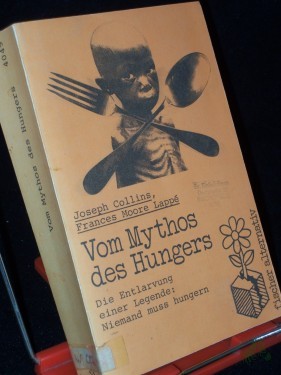 Joseph Collins,
Frances Moore Lappé
Vom Mythos
des Hungers
Die Entlarvung
einer Legende:
Niemand muss hungern
fischer alternativ
Vom Mythos des Hungers